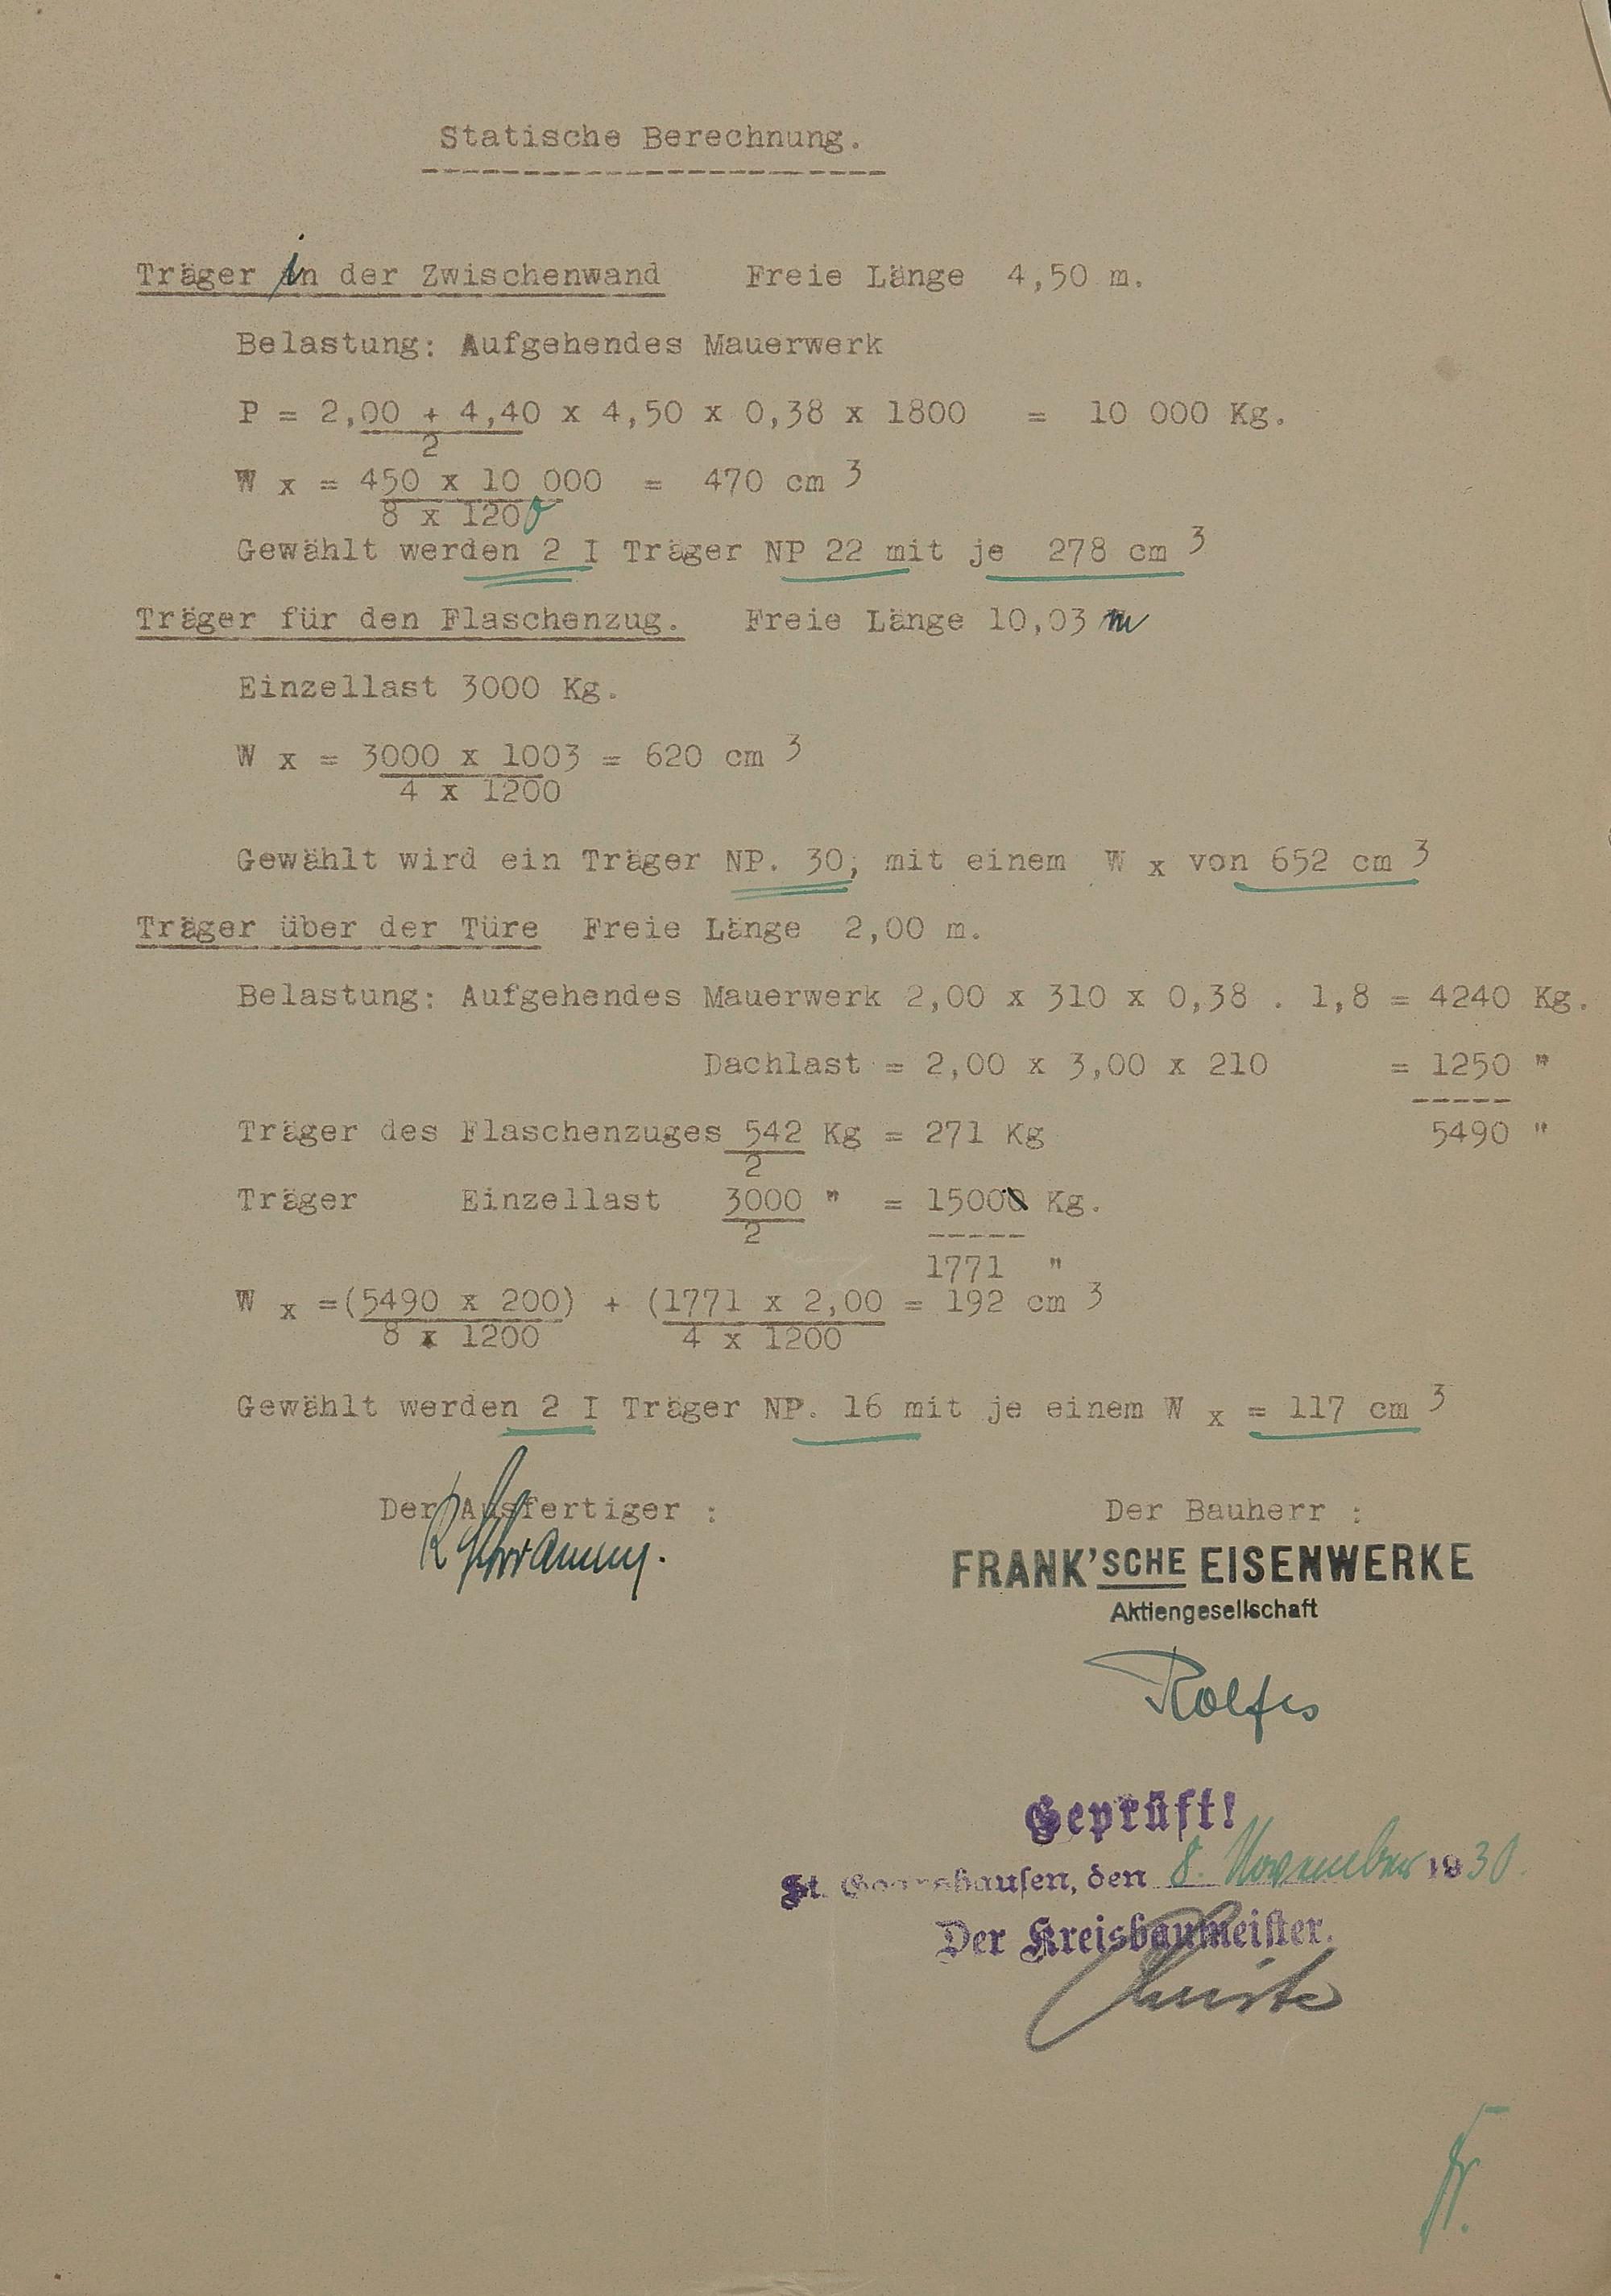 Statische Berechnung.
Träger in der Zwischenwand Freie Länge 4,50 m.
Belastung: Aufgehendes Mauerwerk
P = 2,00 + 4,40 x 4,50 x 0,38 x 1800 = 10 000 Kg.
2
W x = 450 x 10 000 = 470 cm 3
8 x 1200
Gewählt werden 2 I Träger NP 22 mit je 278 cm 3
Träger für den Flaschenzug. Freie Länge 10,03 m
Einzellast 3000 Kg.
W x = 3000 x 1003 = 620 cm 3
4 x 1200
Gewählt wird ein Träger NP. 30, mit einem W x von 652 cm 3
Träger über der Türe Freie Länge 2,00 m.
Belastung: Aufgehendes Mauerwerk 2,00 x 310 x 0,38 . 1,8 = 4240 Kg.
Dachlast = 2,00 x 3,00 x 210 = 1250 "
Träger des Flaschenzuges 542 Kg = 271 Kg 5490 "
2
Träger Einzellast 3000 " = 1500 Kg.
2
1771 "
W x =(5490 x 200) + (1771 x 2,00 = 192 cm 3
8 x 1200 4 x 1200
Gewählt werden 2 I Träger NP. 16 mit je einem W x = 117 cm 3
Der Ausfertiger : Der Bauherr :
FRANK'SCHE EISENWERKE
Aktiengesellschaft
Rolfes
Geprüft!
St. Goarshausen, den 8. November 1930.
Der Kreisbaumeister.